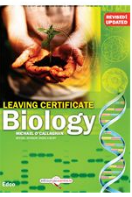 REVISED!
UPDATED
LEAVING CERTIFICATE
Biology
MICHAEL O'CALLAGHAN
Edco